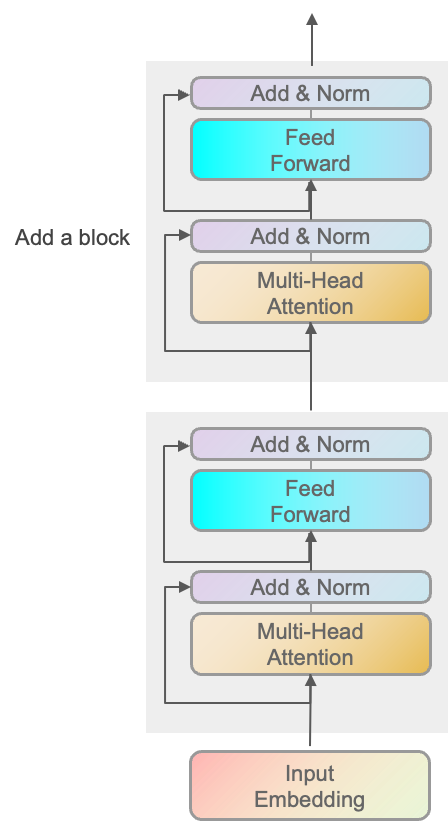 Add & Norm
Feed
Forward
Add a block
Add & Norm
Multi-Head
Attention
Add & Norm
Feed
Forward
Add & Norm
Multi-Head
Attention
Input
Embedding